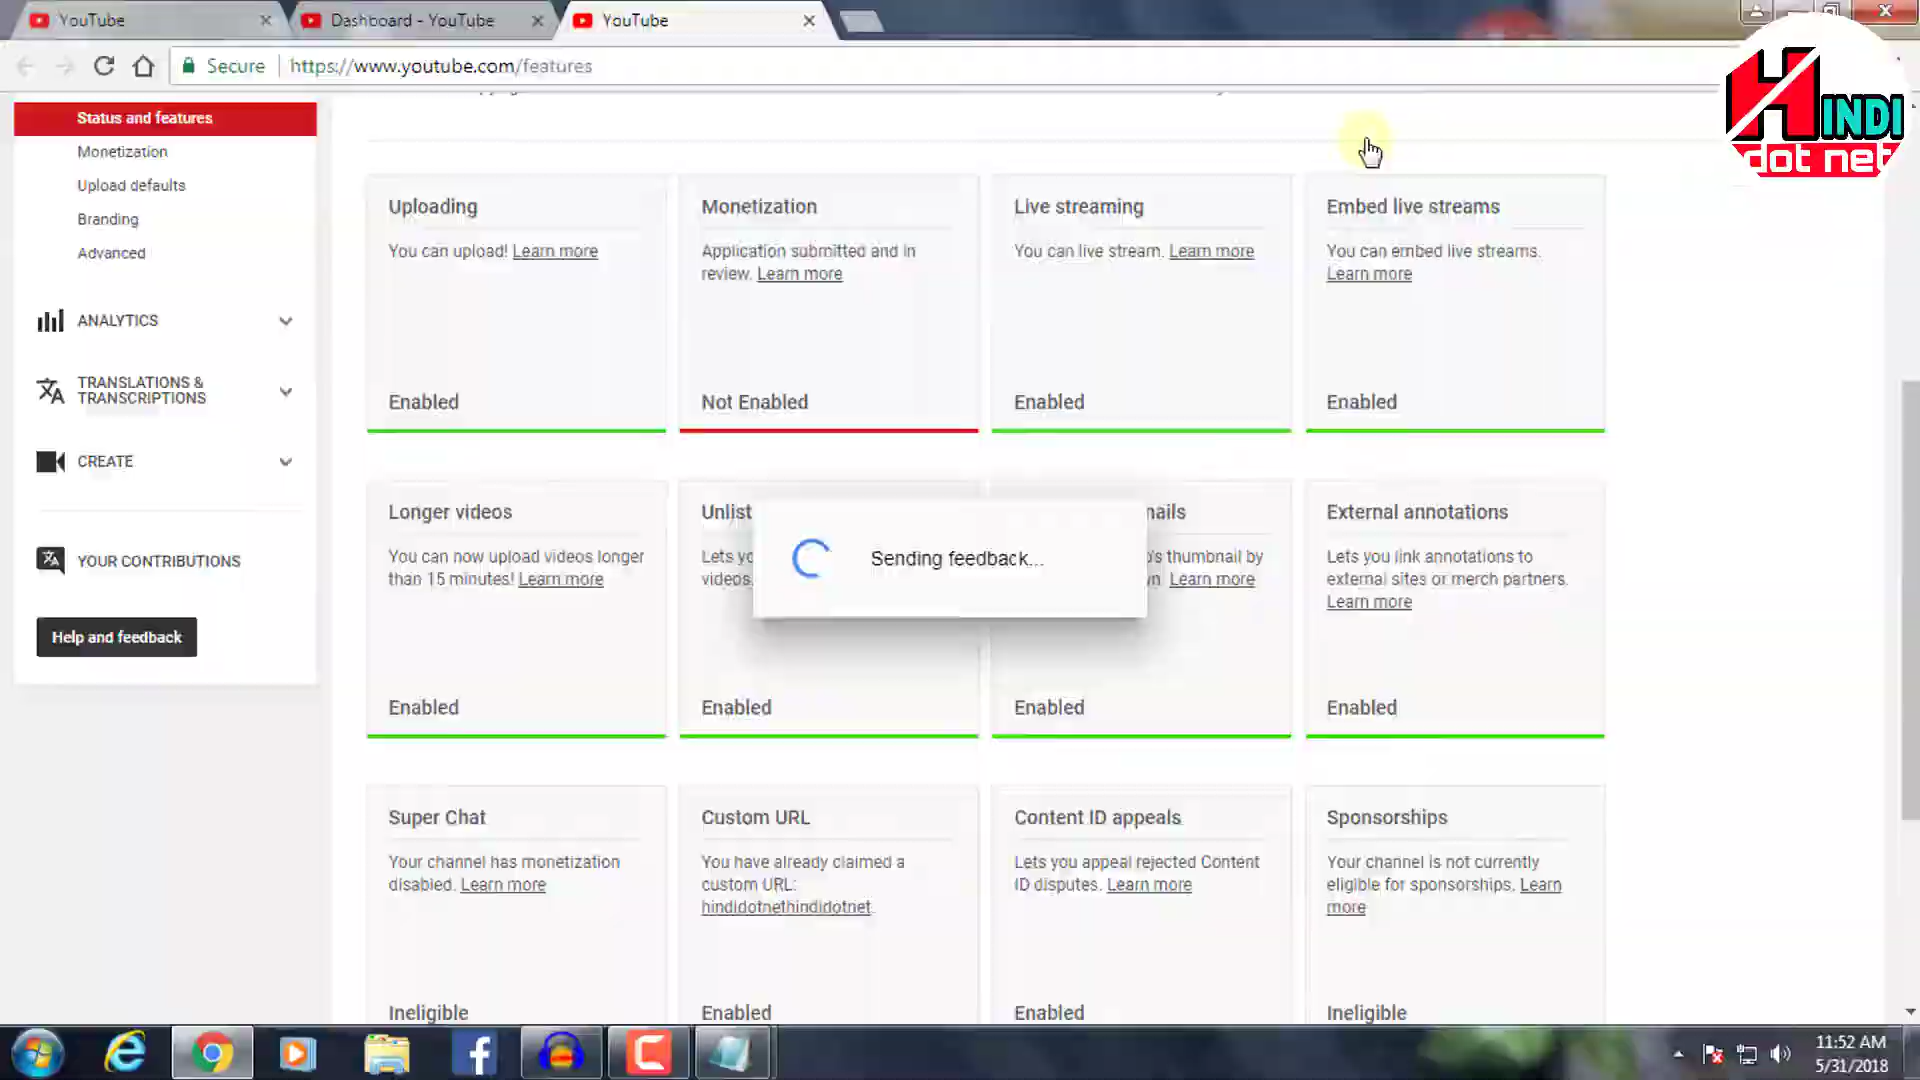 YouTube
Dashboard - YouTube
YouTube
Secure
https://www.youtube.com/features
HINDI
dot net
Status and features
Monetization
Upload defaults
Branding
Advanced
ANALYTICS
TRANSLATIONS &
TRANSCRIPTIONS
CREATE
YOUR CONTRIBUTIONS
Help and feedback
Uploading
You can upload! Learn more
Enabled
Monetization
Application submitted and in
review. Learn more
Not Enabled
Live streaming
You can live stream. Learn more
Enabled
Embed live streams
You can embed live streams.
Learn more
Enabled
Longer videos
You can now upload videos longer
than 15 minutes! Learn more
Enabled
Unlist
Lets yo
videos.
Enabled
nails
o's thumbnail by
n. Learn more
Enabled
External annotations
Lets you link annotations to
external sites or merch partners.
Learn more
Enabled
Sending feedback...
Super Chat
Your channel has monetization
disabled. Learn more
Ineligible
Custom URL
You have already claimed a
custom URL:
hindidotnethindidotnet.
Enabled
Content ID appeals
Lets you appeal rejected Content
ID disputes. Learn more
Enabled
Sponsorships
Your channel is not currently
eligible for sponsorships. Learn
more
Ineligible
11:52 AM
5/31/2018